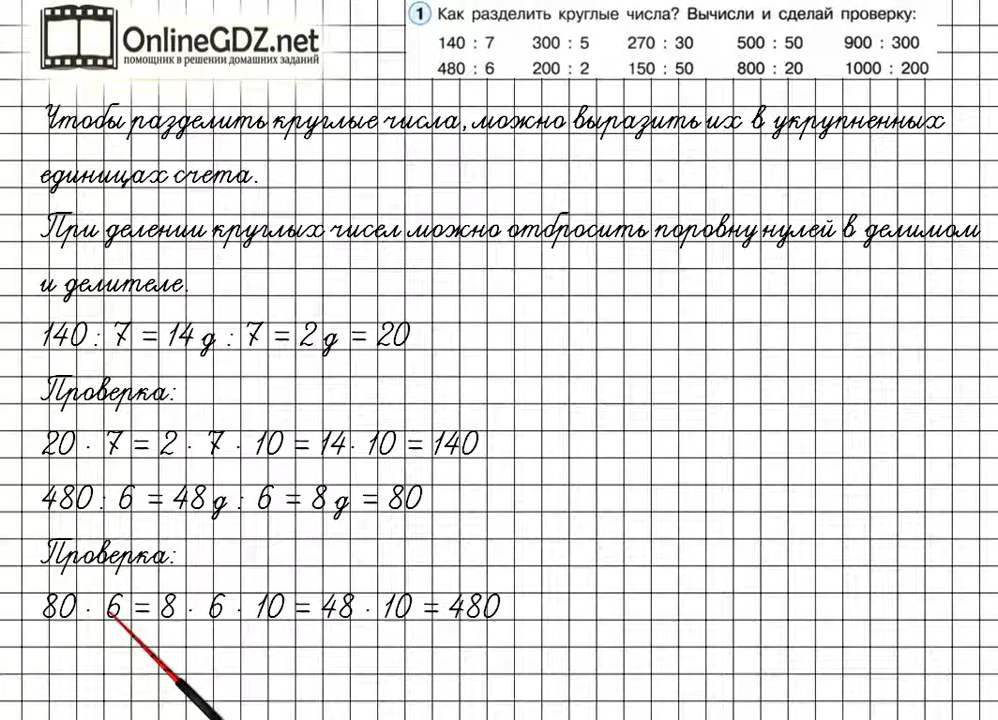 OnlineGDZ.net
помощник в решении домашних заданий
1 Как разделить круглые числа? Вычисли и сделай проверку:
140 : 7 300 : 5 270 : 30 500 : 50 900 : 300
480 : 6 200 : 2 150 : 50 800 : 20 1000 : 200
Чтобы разделить круглые числа, можно выразить их в укрупненных
единицах счета.
При делении круглых чисел можно отбросить поровну нулей в делимом
и делителе.
140 : 7 = 14 д : 7 = 2 д = 20
Проверка:
20 · 7 = 2 · 7 · 10 = 14 · 10 = 140
480 : 6 = 48 д : 6 = 8 д = 80
Проверка:
80 · 6 = 8 · 6 · 10 = 48 · 10 = 480